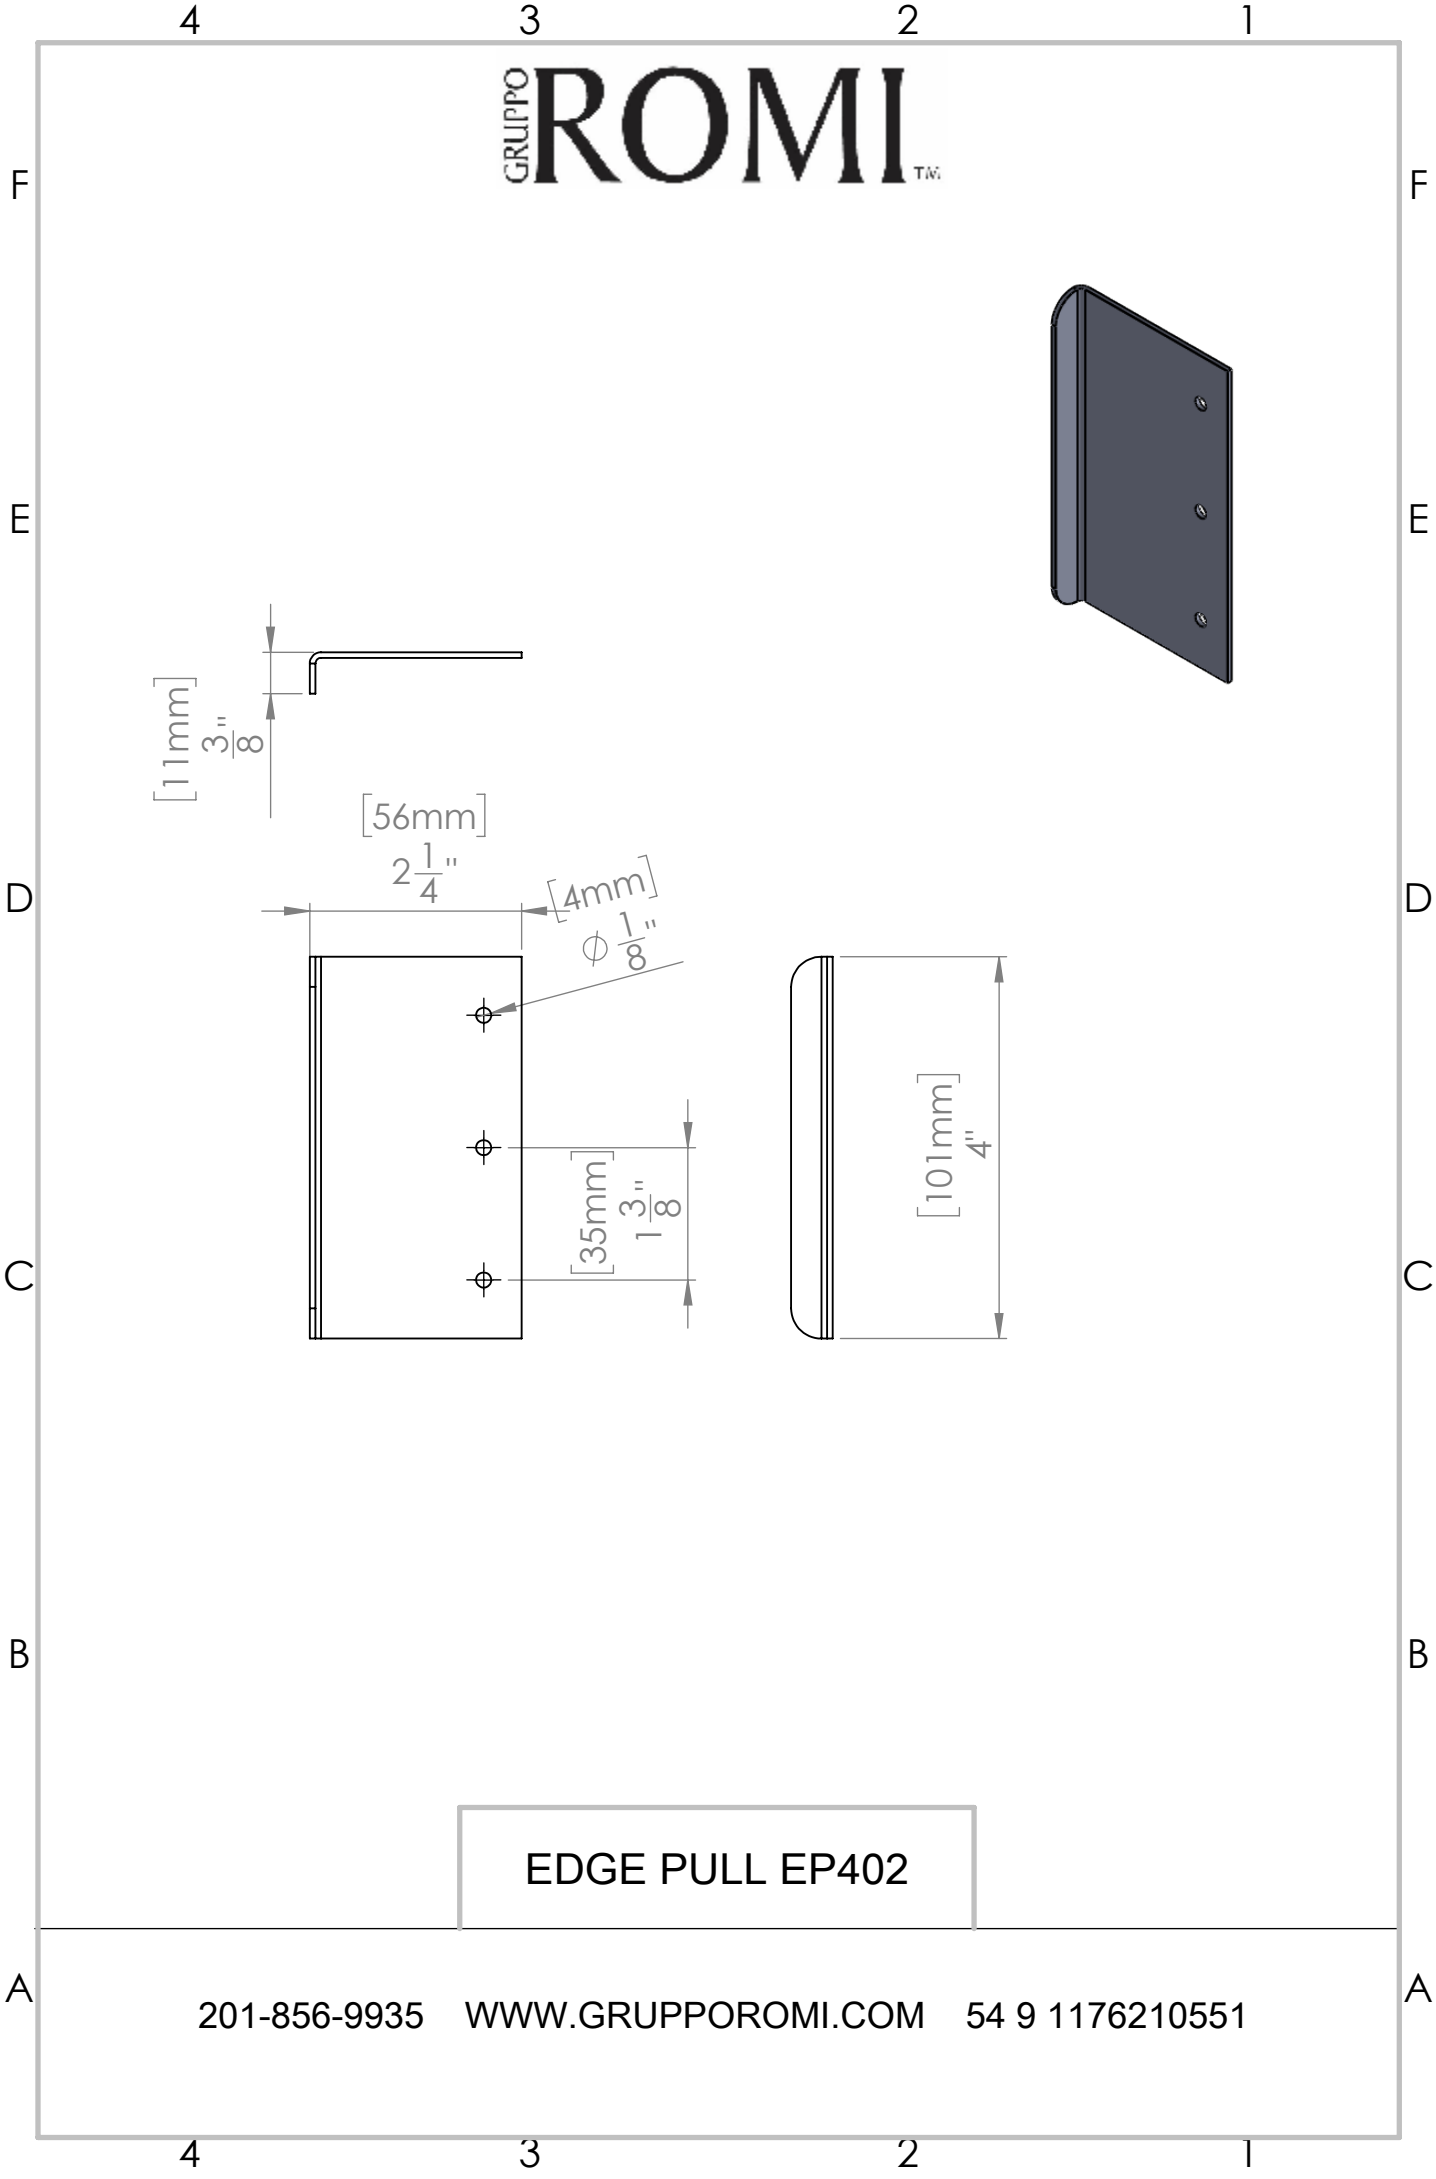 4 3 2 1
GRUPPO ROMI TM
F F
E E
[11mm]
3/8"
[56mm]
2 1/4"
[4mm]
∅ 1/8"
D D
[101mm]
4"
[35mm]
1 3/8"
C C
B B
EDGE PULL EP402
A A
201-856-9935 WWW.GRUPPOROMI.COM 54 9 1176210551
4 3 2 1